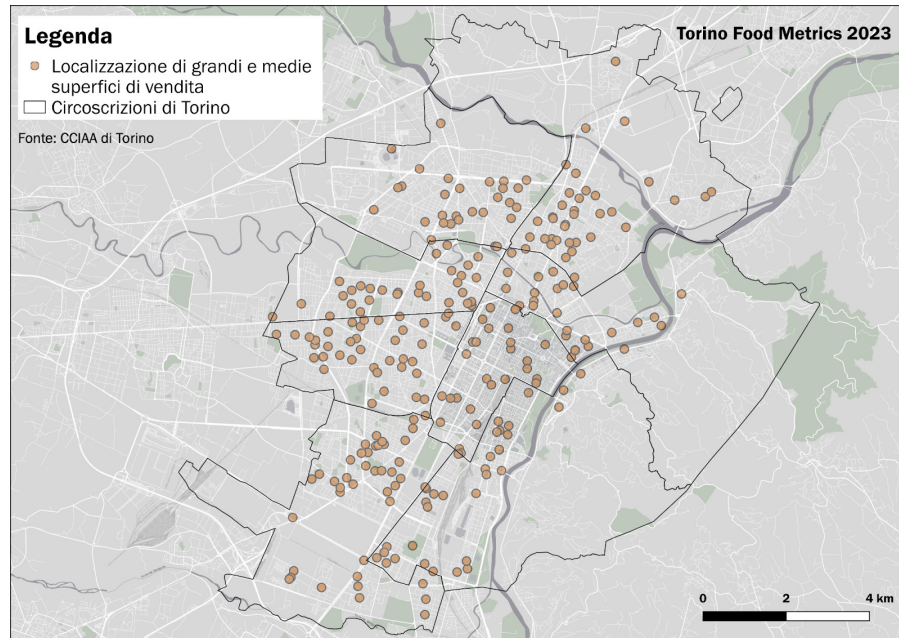 Torino Food Metrics 2023
Legenda
Localizzazione di grandi e medie
superfici di vendita
Circoscrizioni di Torino
Fonte: CCIAA di Torino
0 2 4 km